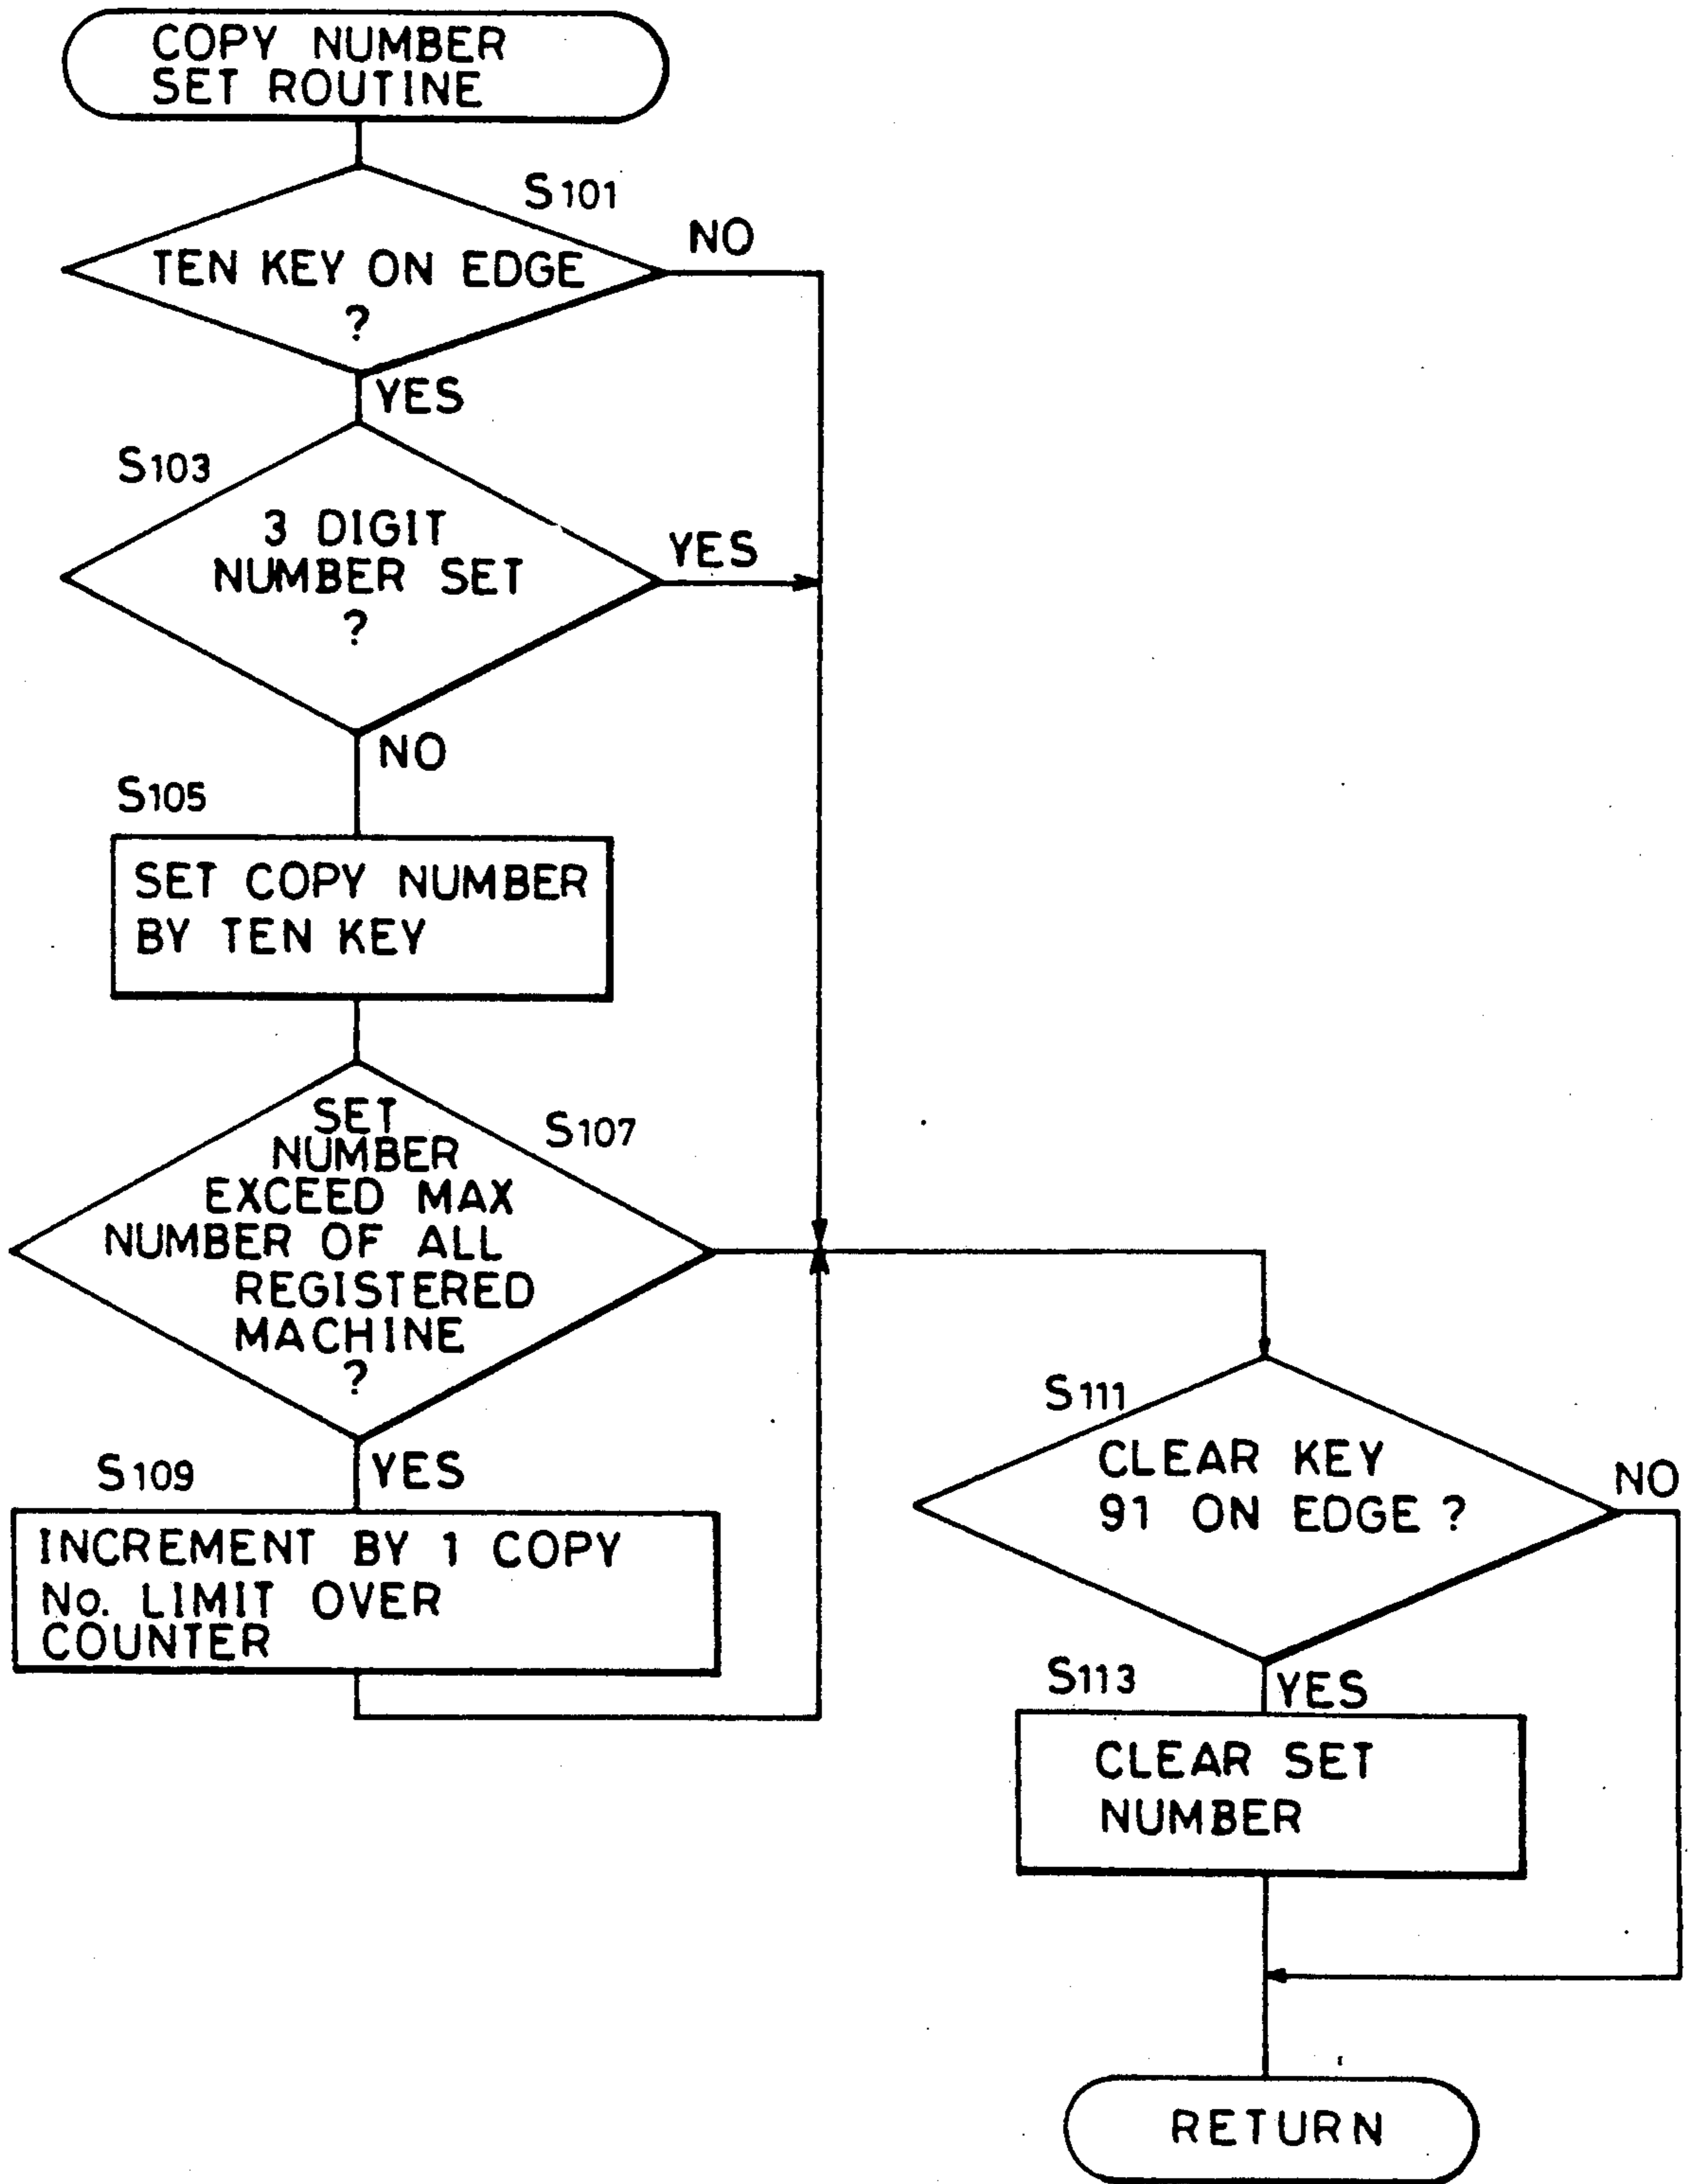 COPY NUMBER
SET ROUTINE
S101
TEN KEY ON EDGE
?
NO
YES
S103
3 DIGIT
NUMBER SET
?
YES
NO
S105
SET COPY NUMBER
BY TEN KEY
S107
SET
NUMBER
EXCEED MAX
NUMBER OF ALL
REGISTERED
MACHINE
?
YES
S109
INCREMENT BY 1 COPY
No. LIMIT OVER
COUNTER
S111
CLEAR KEY
91 ON EDGE ?
NO
YES
S113
CLEAR SET
NUMBER
RETURN